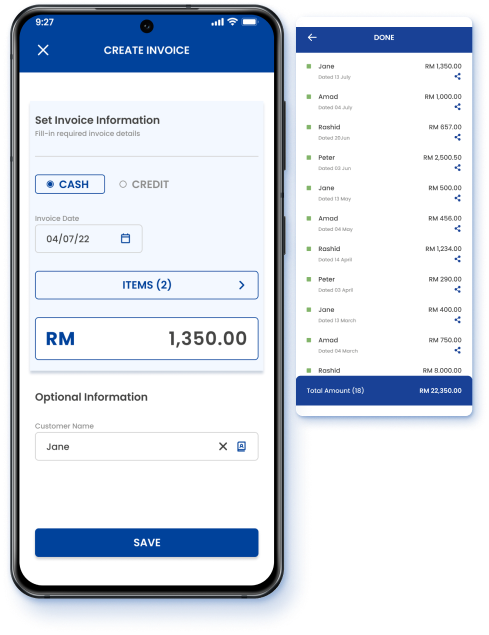 9:27
CREATE INVOICE
Set Invoice Information
Fill-in required invoice details
CASH
CREDIT
Invoice Date
04/07/22
ITEMS (2)
RM 1,350.00
Optional Information
Customer Name
Jane
SAVE
DONE
Jane RM 1,350.00
Dated 13 July
Amad RM 1,000.00
Dated 04 July
Rashid RM 657.00
Dated 25Jun
Peter RM 2,500.50
Dated 03 Jun
Jane RM 500.00
Dated 13 May
Amad RM 456.00
Dated 04 May
Rashid RM 1,234.00
Dated 14 April
Peter RM 290.00
Dated 03 April
Jane RM 400.00
Dated 13 March
Amad RM 750.00
Dated 04 March
Rashid RM 8,000.00
Total Amount (18) RM 22,350.00